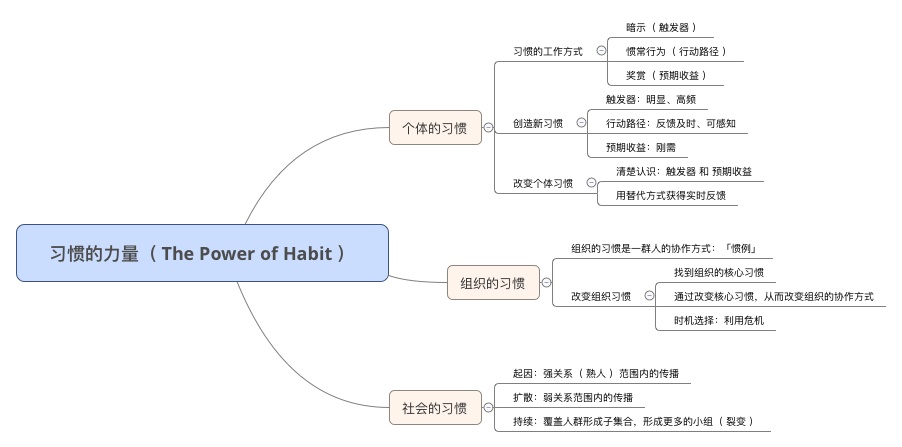 习惯的力量（The Power of Habit）
个体的习惯
习惯的工作方式
暗示（触发器）
惯常行为（行动路径）
奖赏（预期收益）
创造新习惯
触发器：明显、高频
行动路径：反馈及时、可感知
预期收益：刚需
改变个体习惯
清楚认识：触发器 和 预期收益
用替代方式获得实时反馈
组织的习惯
组织的习惯是一群人的协作方式：「惯例」
改变组织习惯
找到组织的核心习惯
通过改变核心习惯，从而改变组织的协作方式
时机选择：利用危机
社会的习惯
起因：强关系（熟人）范围内的传播
扩散：弱关系范围内的传播
持续：覆盖人群形成子集合，形成更多的小组（裂变）